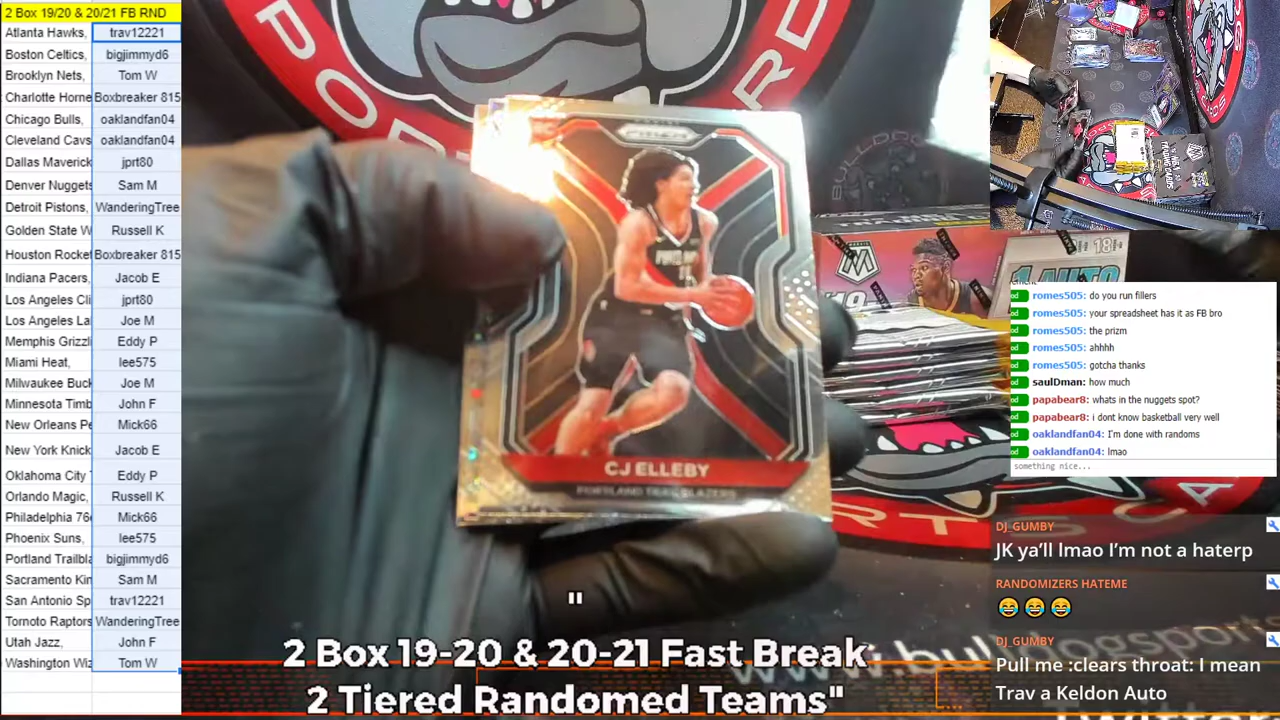 2 Box 19/20 & 20/21 FB RND
Atlanta Hawks, trav12221
Boston Celtics, bigjimmyd6
Brooklyn Nets, Tom W
Charlotte Horne Boxbreaker 815
Chicago Bulls, oaklandfan04
Cleveland Cavs oaklandfan04
Dallas Maverick jprt80
Denver Nuggets Sam M
Detroit Pistons, WanderingTree
Golden State W Russell K
Houston Rocket Boxbreaker 815
Indiana Pacers, Jacob E
Los Angeles Cli jprt80
Los Angeles La Joe M
Memphis Grizzl Eddy P
Miami Heat, lee575
Milwaukee Buck Joe M
Minnesota Timb John F
New Orleans Pe Mick66
New York Knick Jacob E
Oklahoma City Eddy P
Orlando Magic, Russell K
Philadelphia 76 Mick66
Phoenix Suns, lee575
Portland Trailbla bigjimmyd6
Sacramento Kin Sam M
San Antonio Sp trav12221
Tornoto Raptors WanderingTree
Utah Jazz, John F
Washington Wiz Tom W
PRIZM
CJ ELLEBY
PORTLAND TRAIL BLAZERS
1 AUTO
"
2 Box 19-20 & 20-21 Fast Break
2 Tiered Randomed Teams"
romes505: do you run fillers
romes505: your spreadsheet has it as FB bro
romes505: the prizm
romes505: ahhhh
romes505: gotcha thanks
saulDman: how much
papabear8: whats in the nuggets spot?
papabear8: i dont know basketball very well
oaklandfan04: I'm done with randoms
oaklandfan04: lmao
something nice...
DJ_GUMBY
JK ya'll lmao I'm not a haterp
RANDOMIZERS HATEME
DJ_GUMBY
Pull me :clears throat: I mean
Trav a Keldon Auto